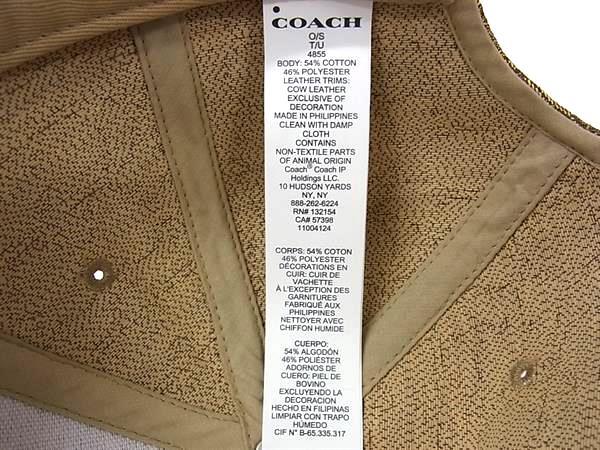 COACH
O/S
T/U
4855
BODY: 54% COTTON
46% POLYESTER
LEATHER TRIMS:
COW LEATHER
EXCLUSIVE OF
DECORATION
MADE IN PHILIPPINES
CLEAN WITH DAMP
CLOTH
CONTAINS
NON-TEXTILE PARTS
OF ANIMAL ORIGIN
Coach® Coach IP
Holdings LLC.
10 HUDSON YARDS
NY, NY
888-262-6224
RN# 132154
CA# 57398
11004124
CORPS: 54% COTON
46% POLYESTER
DÉCORATIONS EN
CUIR: CUIR DE
VACHETTE
À L'EXCEPTION DES
GARNITURES
FABRIQUÉ AUX
PHILIPPINES
NETTOYER AVEC
CHIFFON HUMIDE
CUERPO:
54% ALGODÓN
46% POLIÉSTER
ADORNOS DE
CUERO: PIEL DE
BOVINO
EXCLUYENDO LA
DECORACION
HECHO EN FILIPINAS
LIMPIAR CON TRAPO
HÚMEDO
CIF N° B-65.335.317